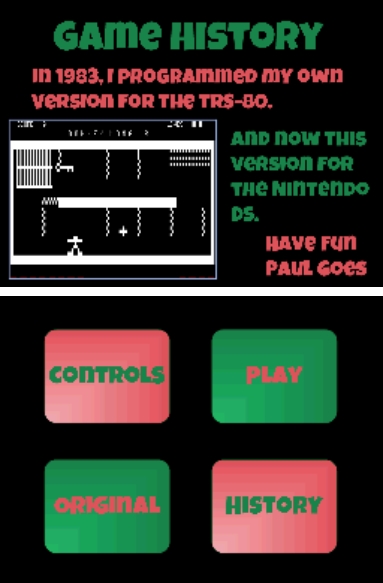 GAME HISTORY
In 1983, I PROGRAMMED MY OWN
VERSION FOR THE TRS-80.
AND NOW THIS
VERSION FOR
THE NINTENDO
DS.
HAVE FUN
PAUL GOES
CONTROLS
PLAY
ORIGINAL
HISTORY